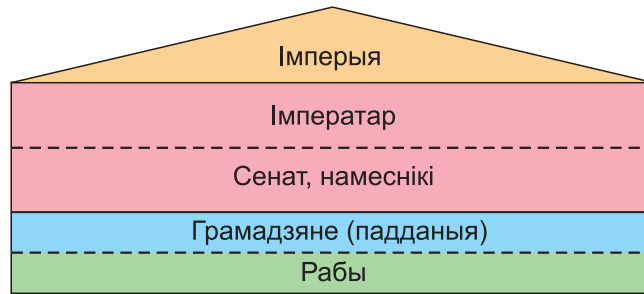 Імперыя
Імператар
Сенат, намеснікі
Грамадзяне (падданыя)
Рабы